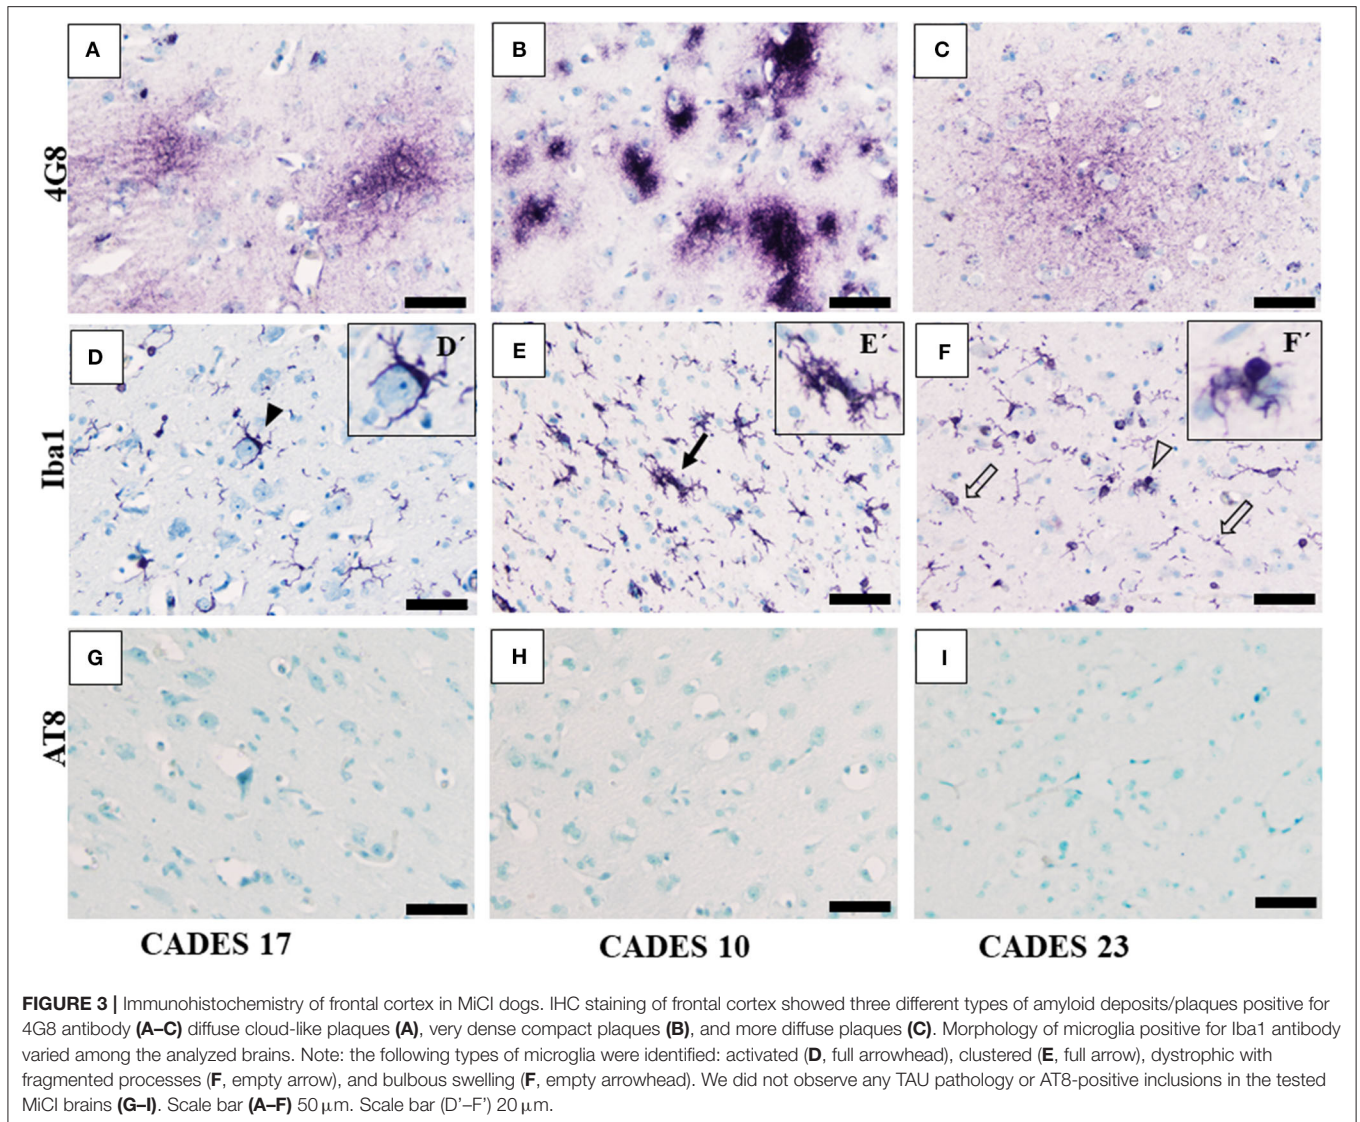 A
B
C
4G8
D
D´
E
E´
F
F´
Iba1
G
H
I
AT8
CADES 17
CADES 10
CADES 23
FIGURE 3 | Immunohistochemistry of frontal cortex in MiCI dogs. IHC staining of frontal cortex showed three different types of amyloid deposits/plaques positive for
4G8 antibody (A–C) diffuse cloud-like plaques (A), very dense compact plaques (B), and more diffuse plaques (C). Morphology of microglia positive for Iba1 antibody
varied among the analyzed brains. Note: the following types of microglia were identified: activated (D, full arrowhead), clustered (E, full arrow), dystrophic with
fragmented processes (F, empty arrow), and bulbous swelling (F, empty arrowhead). We did not observe any TAU pathology or AT8-positive inclusions in the tested
MiCI brains (G–I). Scale bar (A–F) 50 µm. Scale bar (D’–F’) 20 µm.